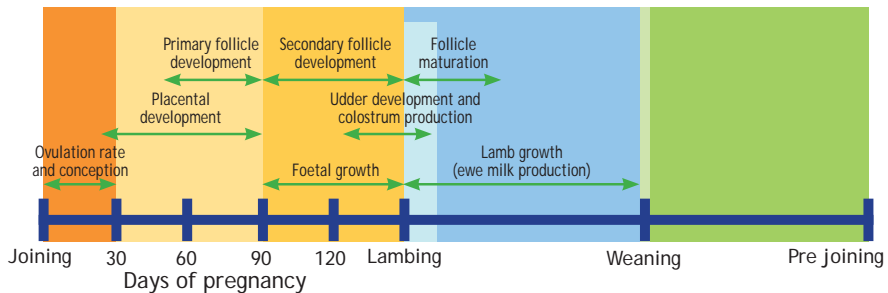 Primary follicle
development
Secondary follicle
development
Follicle
maturation
Placental
development
Udder development and
colostrum production
Ovulation rate
and conception
Foetal growth
Lamb growth
(ewe milk production)
Joining 30 60 90 120 Lambing Weaning Pre joining
Days of pregnancy